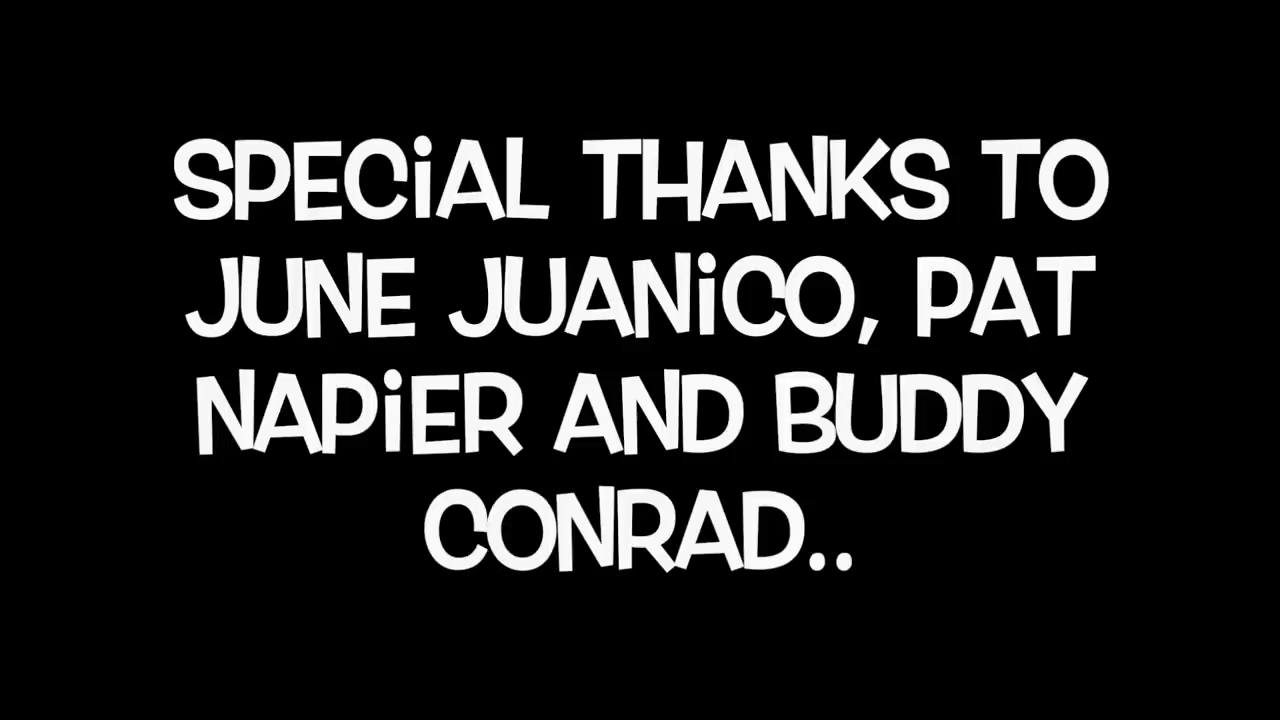 SPECiAL THANKS TO
JUNE JUANiCO, PAT
NAPiER AND BUDDY
CONRAD..